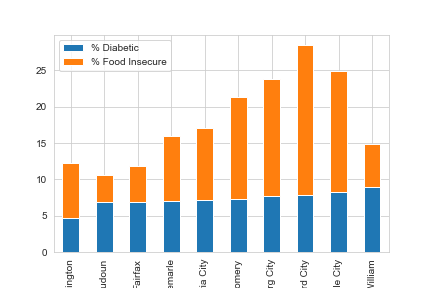 % Diabetic
% Food Insecure
25
20
15
10
5
0
ington
udoun
Fairfax
emarle
ria City
omery
rg City
rd City
le City
William